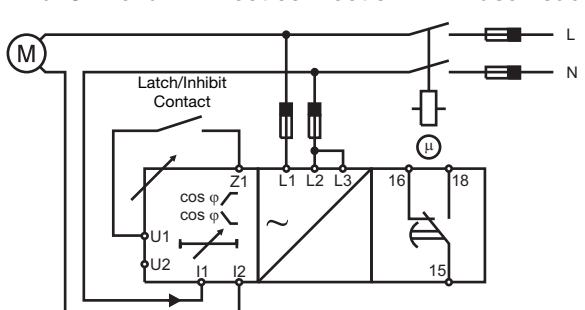 L
M
N
Latch/Inhibit
Contact
μ
Z1 L1 L2 L3 16 18
cos φ
cos φ
~
U1
U2
I1 I2 15